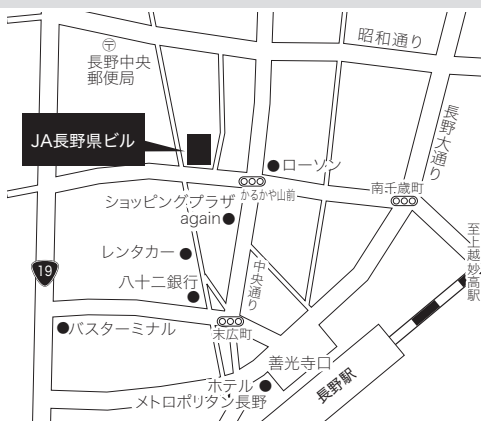 昭和通り
〒
長野中央
郵便局
長野大通り
JA長野県ビル
ローソン
かるかや山前
南千歳町
ショッピングプラザ
again
至上越妙高駅
レンタカー
中央通り
19
八十二銀行
バスターミナル
末広町
善光寺口
長野駅
ホテル
メトロポリタン長野